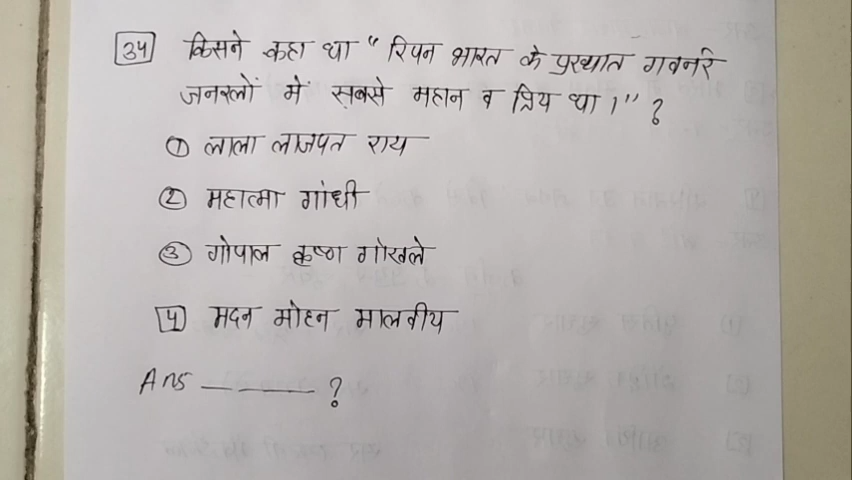 34 किसने कहा था " रिपन भारत के प्रख्यात गवर्नर
जनरलों में सबसे महान व प्रिय था।" ?
① लाला लाजपत राय
② महात्मा गांधी
③ गोपाल कृष्ण गोखले
4 मदन मोहन मालवीय
Ans ———— ?